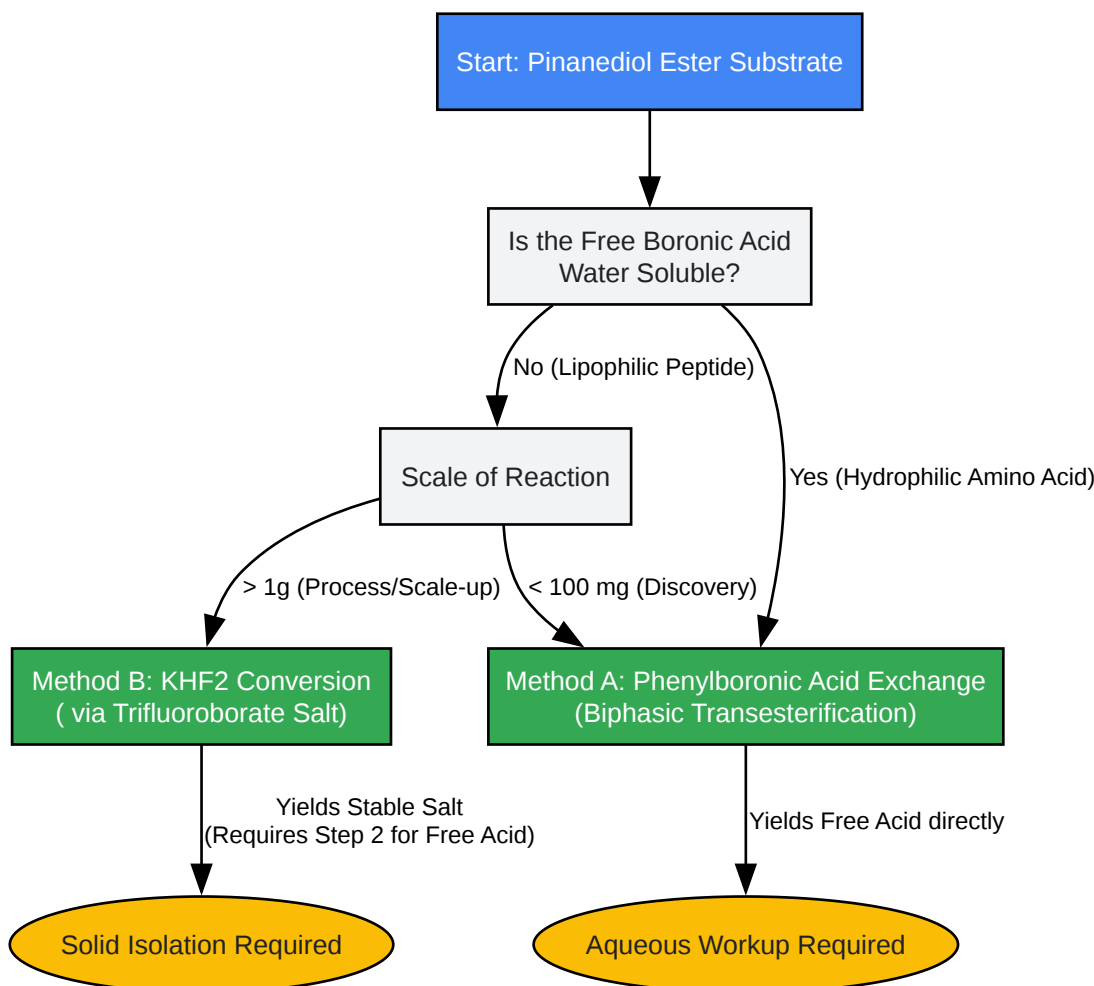 Start: Pinanediol Ester Substrate
Is the Free Boronic Acid
Water Soluble?
No (Lipophilic Peptide)
Scale of Reaction
Yes (Hydrophilic Amino Acid)
> 1g (Process/Scale-up)
< 100 mg (Discovery)
Method B: KHF2 Conversion
( via Trifluoroborate Salt)
Method A: Phenylboronic Acid Exchange
(Biphasic Transesterification)
Yields Stable Salt
(Requires Step 2 for Free Acid)
Yields Free Acid directly
Solid Isolation Required
Aqueous Workup Required